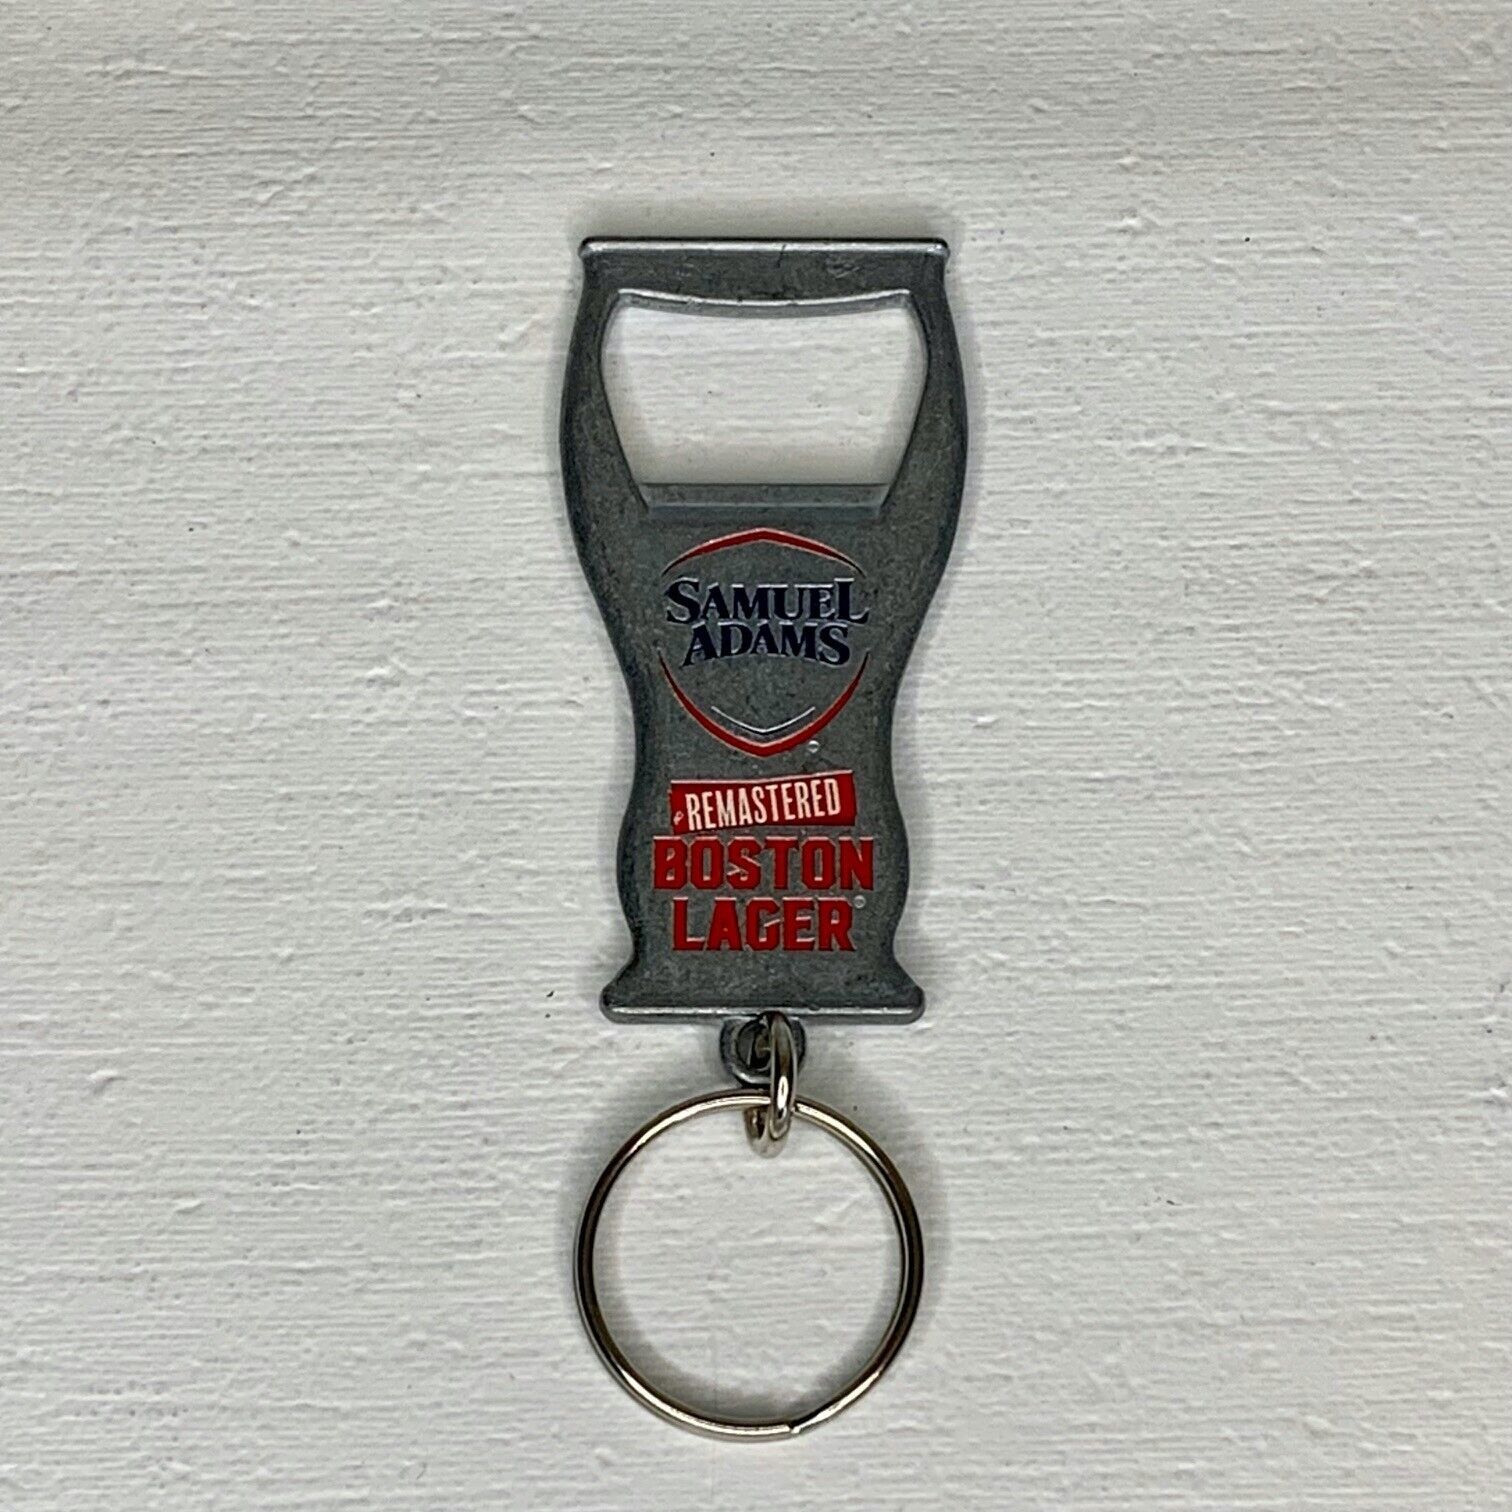 SAMUEL
ADAMS
®
REMASTERED
BOSTON
LAGER®